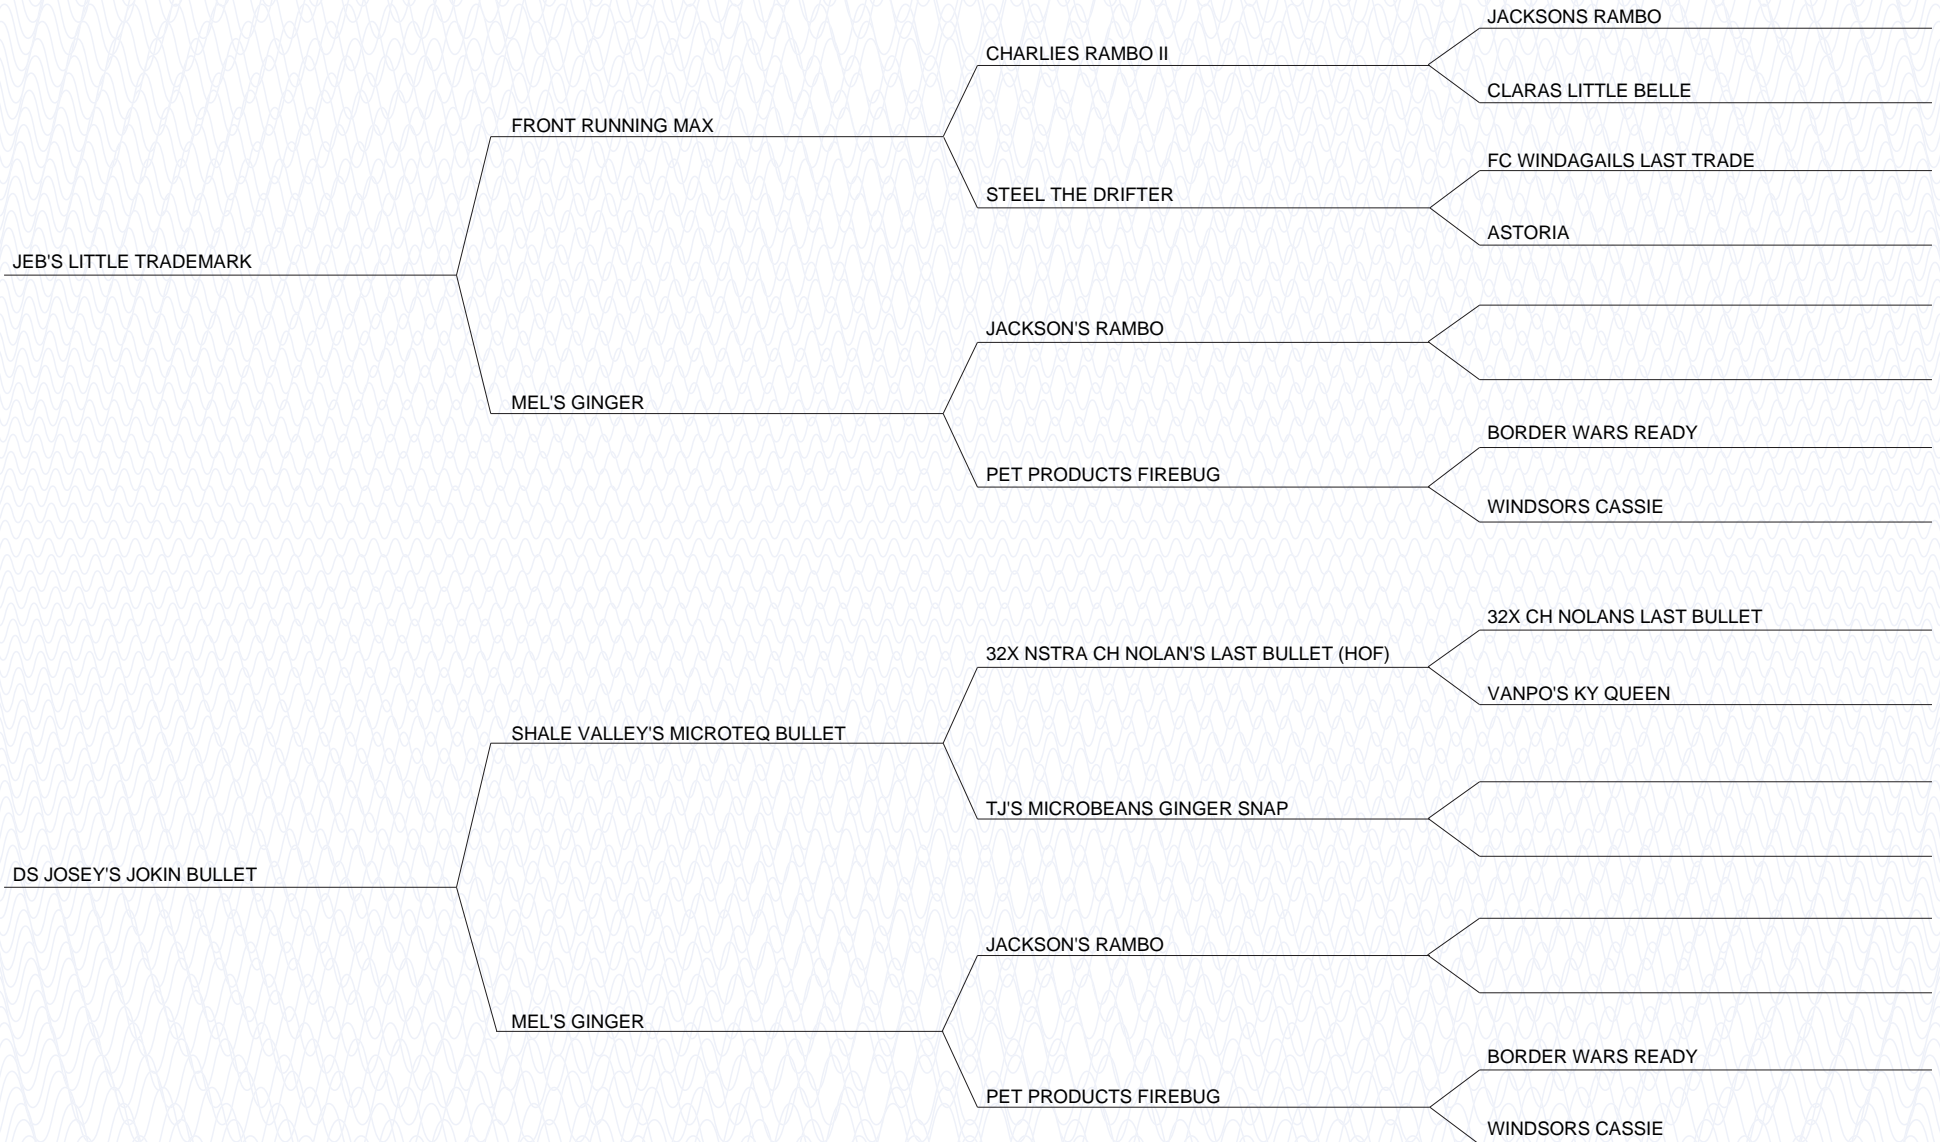 JACKSONS RAMBO
CHARLIES RAMBO II
CLARAS LITTLE BELLE
FRONT RUNNING MAX
FC WINDAGAILS LAST TRADE
STEEL THE DRIFTER
ASTORIA
JEB'S LITTLE TRADEMARK
JACKSON'S RAMBO
MEL'S GINGER
BORDER WARS READY
PET PRODUCTS FIREBUG
WINDSORS CASSIE
32X CH NOLANS LAST BULLET
32X NSTRA CH NOLAN'S LAST BULLET (HOF)
VANPO'S KY QUEEN
SHALE VALLEY'S MICROTEQ BULLET
TJ'S MICROBEANS GINGER SNAP
DS JOSEY'S JOKIN BULLET
JACKSON'S RAMBO
MEL'S GINGER
BORDER WARS READY
PET PRODUCTS FIREBUG
WINDSORS CASSIE